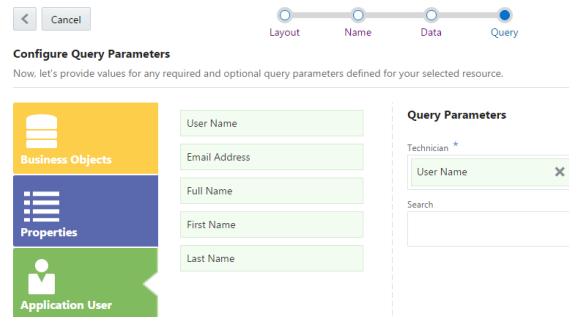 Cancel
Layout
Name
Data
Query
Configure Query Parameters
Now, let's provide values for any required and optional query parameters defined for your selected resource.
Business Objects
Properties
Application User
User Name
Email Address
Full Name
First Name
Last Name
Query Parameters
Technician *
User Name
Search